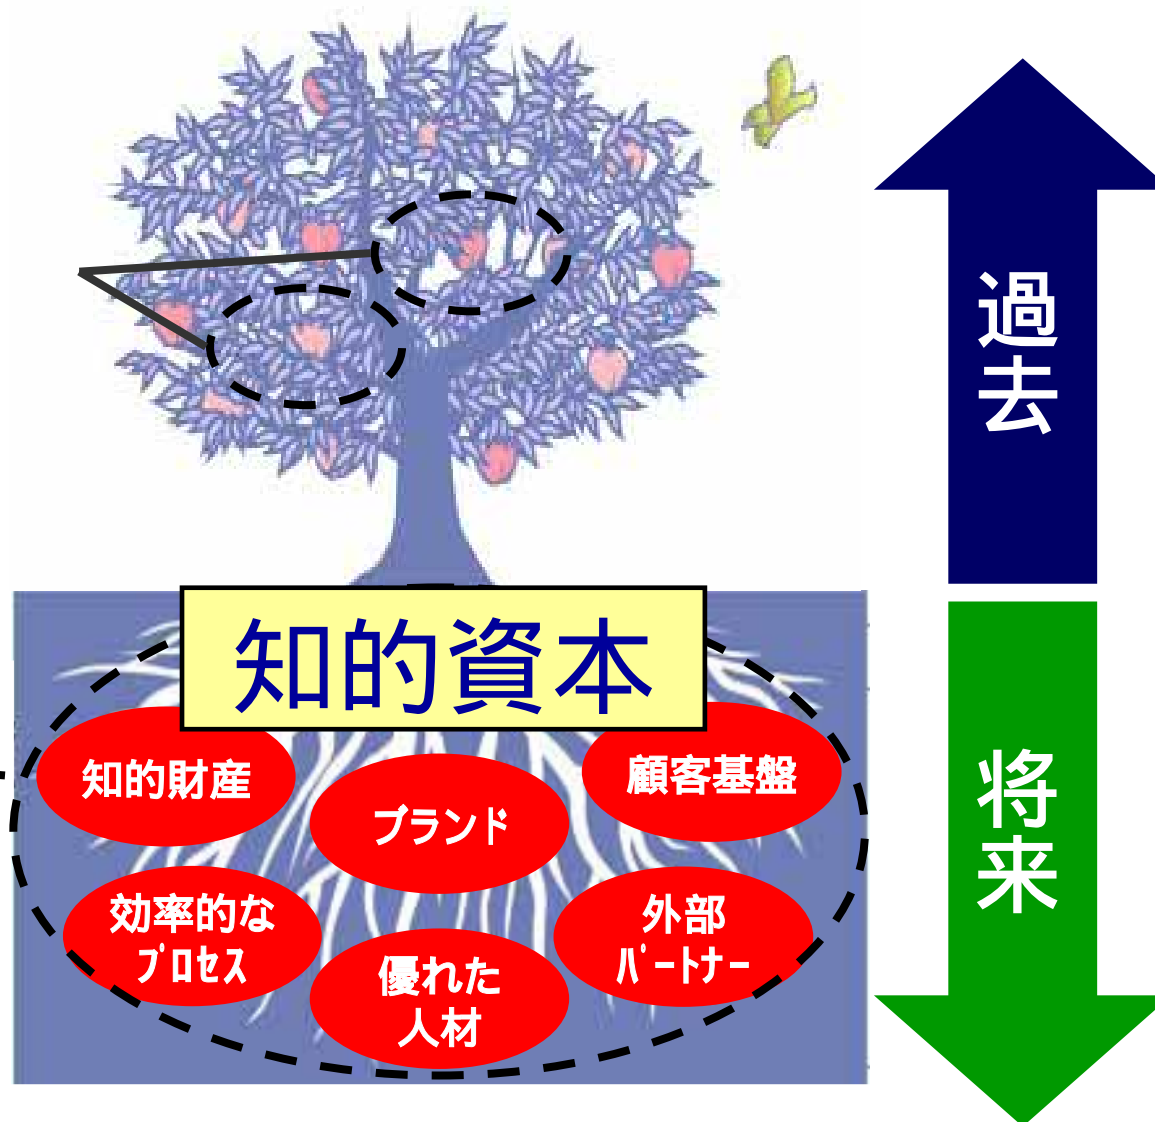 過去
知的資本
知的財産
ブランド
顧客基盤
効率的な
ﾌﾟﾛｾｽ
優れた
人材
外部
ﾊﾟｰﾄﾅｰ
将来